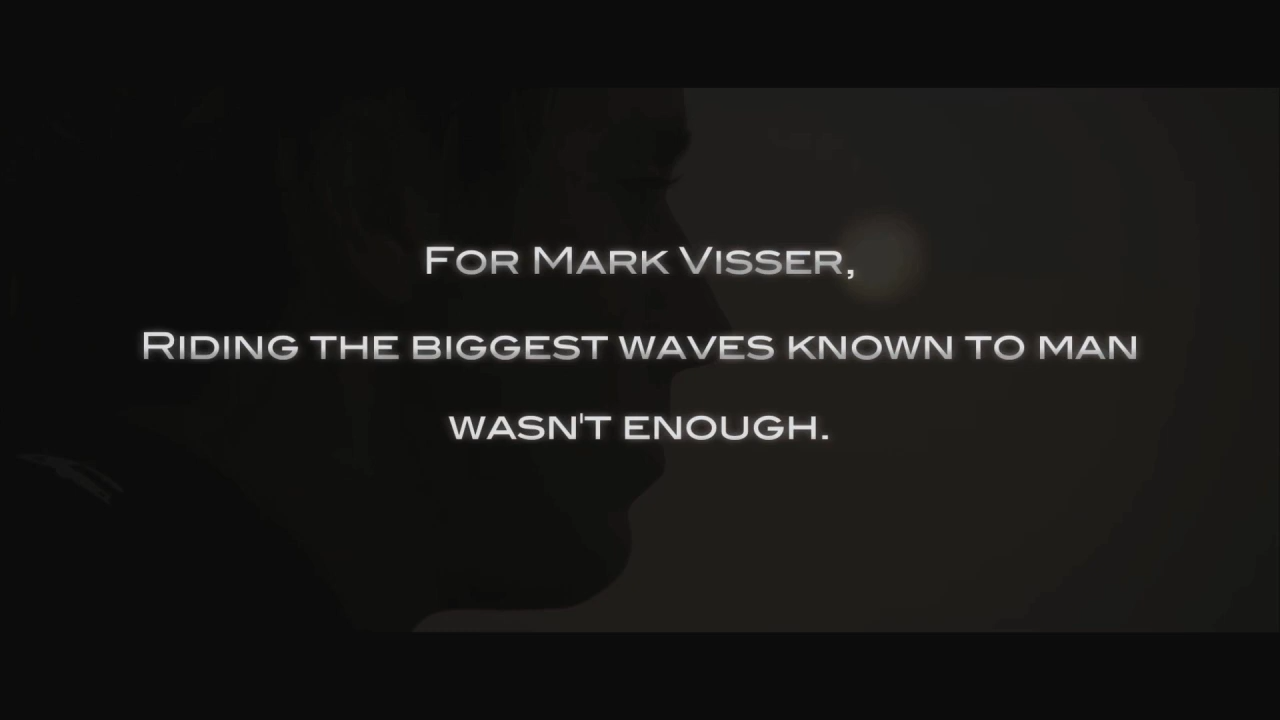 For Mark Visser,
Riding the biggest waves known to man
wasn't enough.